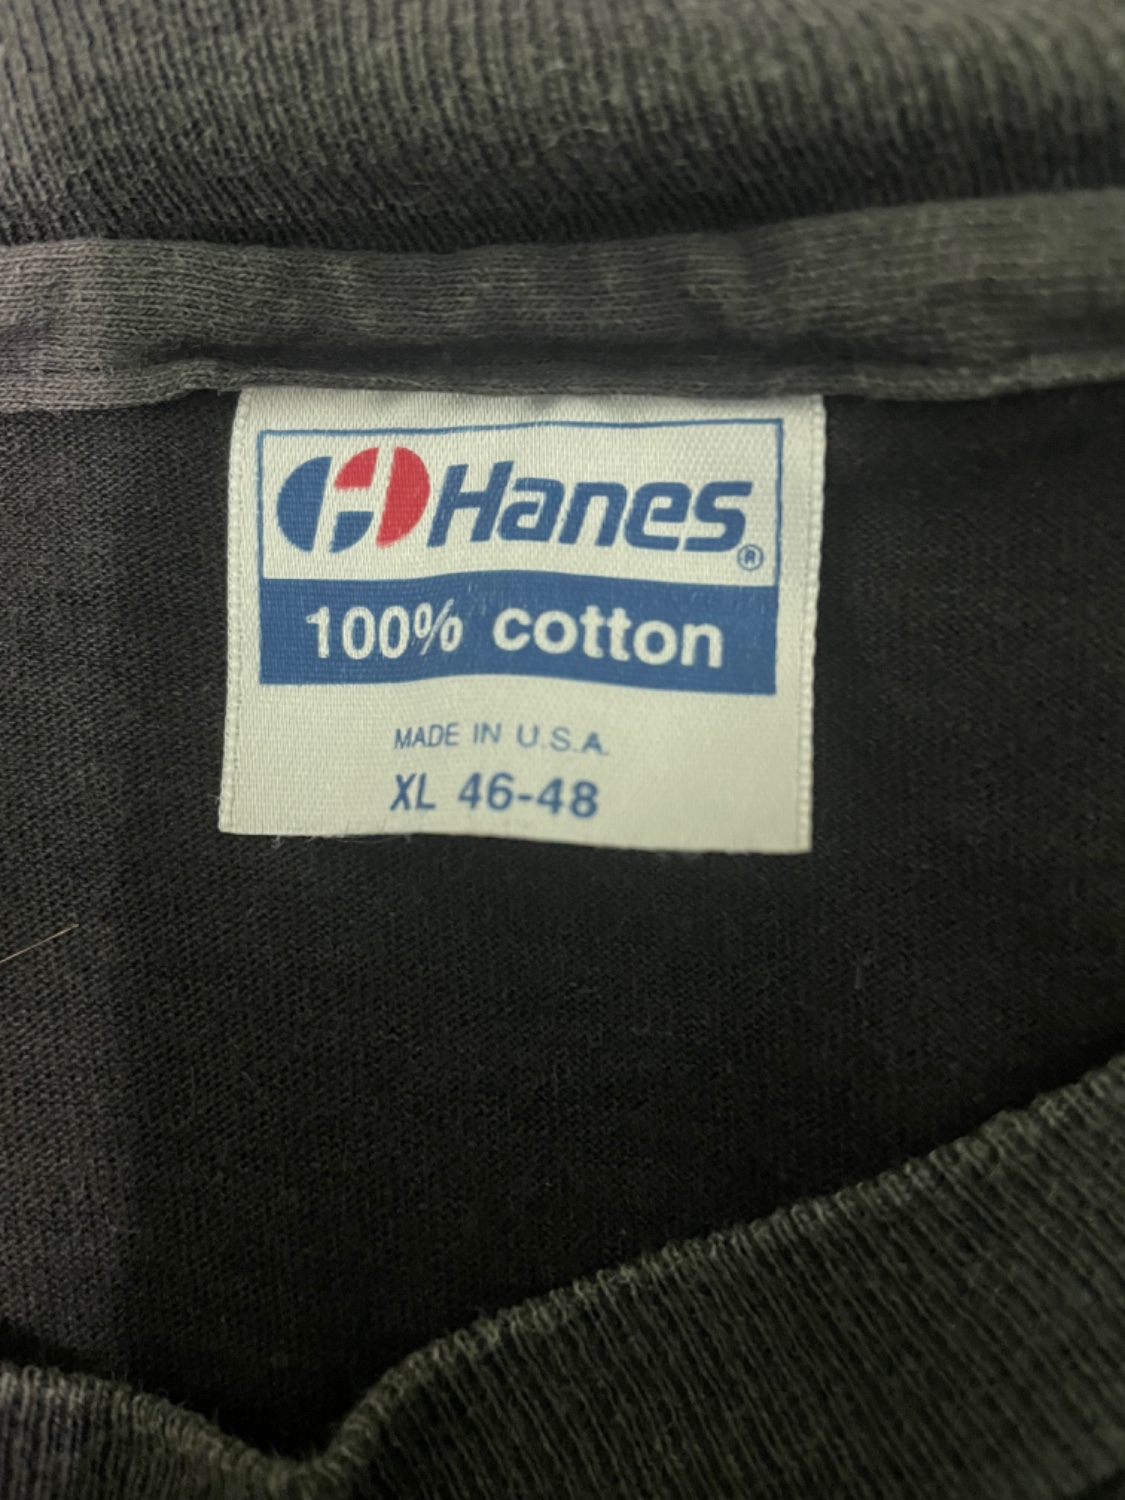 Hanes®
100% cotton
MADE IN U.S.A.
XL 46-48